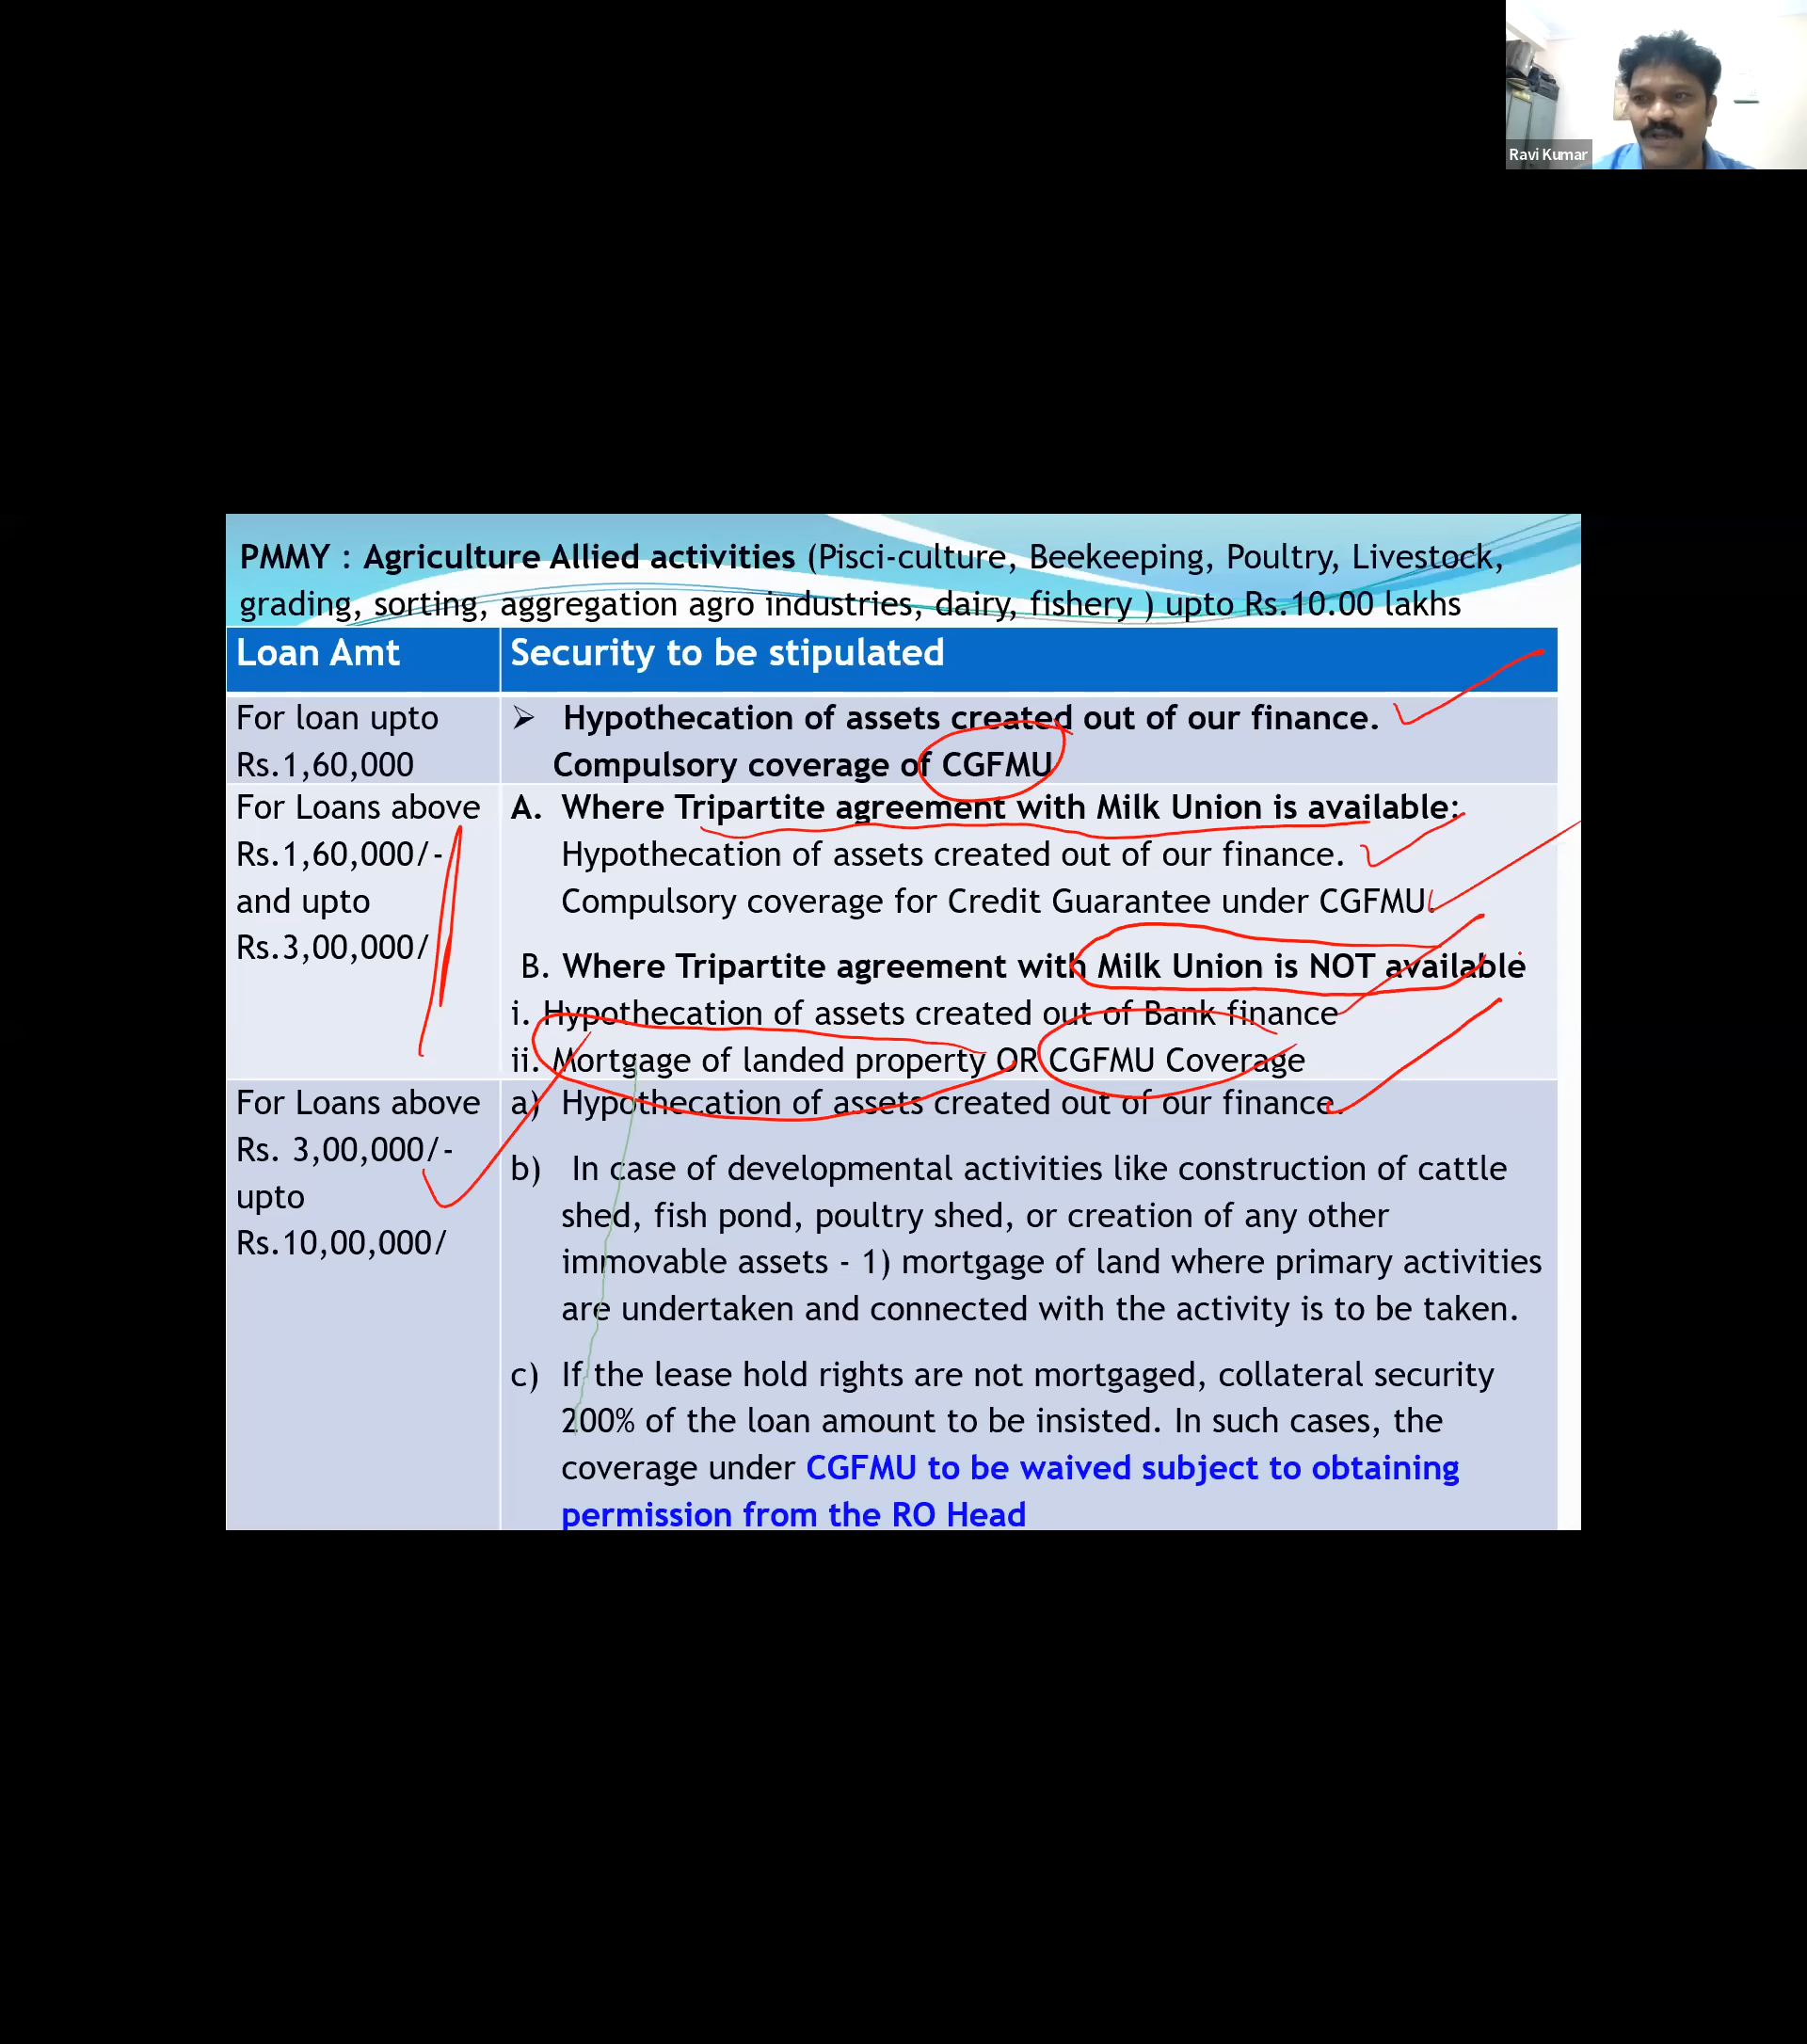 Ravi Kumar
PMMY : Agriculture Allied activities (Pisci-culture, Beekeeping, Poultry, Livestock,
grading, sorting, aggregation agro industries, dairy, fishery ) upto Rs.10.00 lakhs
Loan Amt
Security to be stipulated
For loan upto
Rs.1,60,000
➢ Hypothecation of assets created out of our finance.
Compulsory coverage of CGFMU
For Loans above
Rs.1,60,000/-
and upto
Rs.3,00,000/
A. Where Tripartite agreement with Milk Union is available:
Hypothecation of assets created out of our finance.
Compulsory coverage for Credit Guarantee under CGFMU.
B. Where Tripartite agreement with Milk Union is NOT available
i. Hypothecation of assets created out of Bank finance
ii. Mortgage of landed property OR CGFMU Coverage
For Loans above
Rs. 3,00,000/-
upto
Rs.10,00,000/
a) Hypothecation of assets created out of our finance.
b) In case of developmental activities like construction of cattle
shed, fish pond, poultry shed, or creation of any other
immovable assets - 1) mortgage of land where primary activities
are undertaken and connected with the activity is to be taken.
c) If the lease hold rights are not mortgaged, collateral security
200% of the loan amount to be insisted. In such cases, the
coverage under CGFMU to be waived subject to obtaining
permission from the RO Head